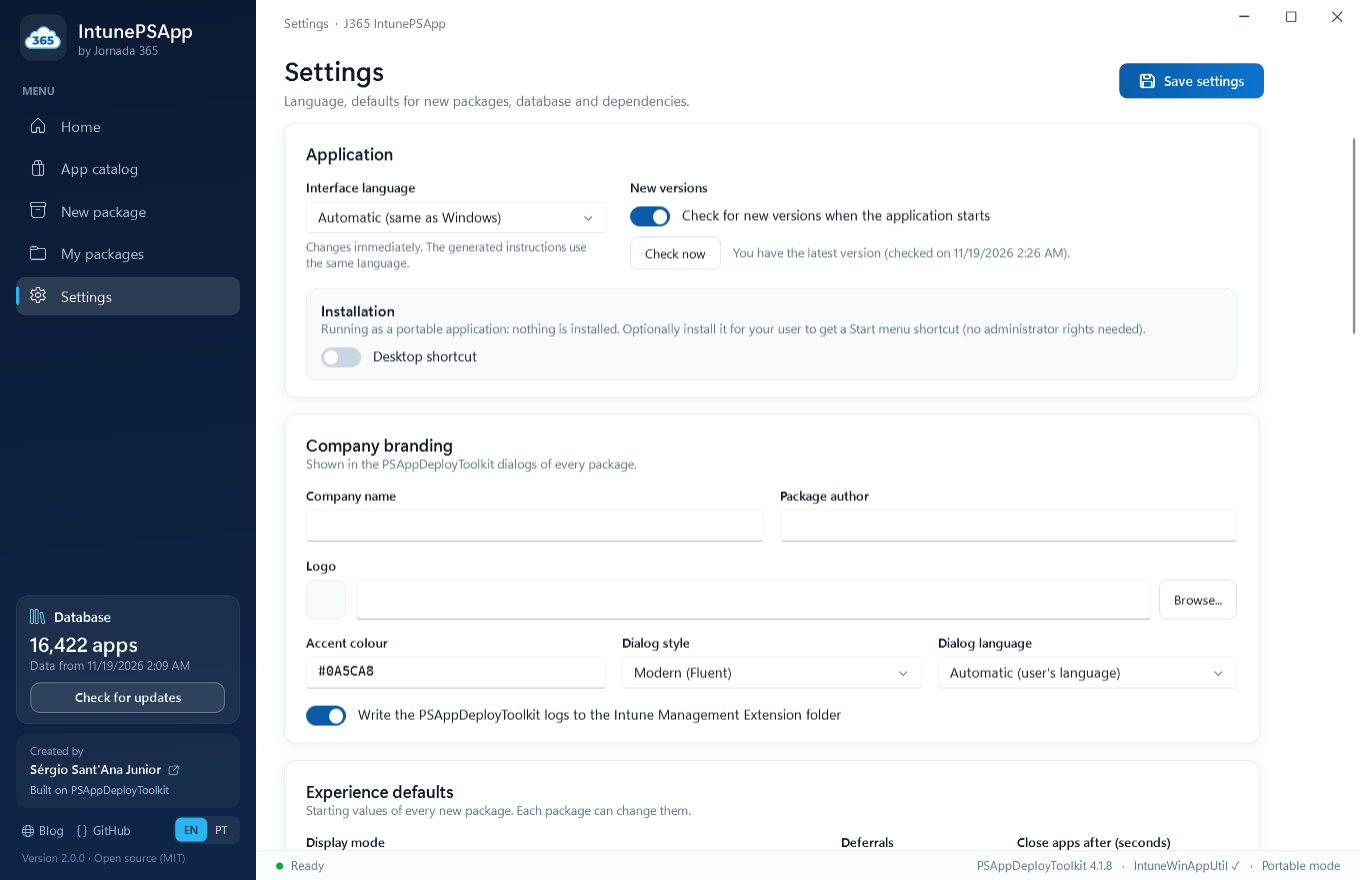 365
IntunePSApp
by Jornada 365
MENU
Home
App catalog
New package
My packages
Settings
Database
16,422 apps
Data from 11/19/2026 2:09 AM
Check for updates
Created by
Sérgio Sant'Ana Junior
Built on PSAppDeployToolkit
Blog
{ } GitHub
EN
PT
Version 2.0.0 · Open source (MIT)
Settings · J365 IntunePSApp
Settings
Language, defaults for new packages, database and dependencies.
Save settings
Application
Interface language
Automatic (same as Windows)
Changes immediately. The generated instructions use
the same language.
New versions
Check for new versions when the application starts
Check now
You have the latest version (checked on 11/19/2026 2:26 AM).
Installation
Running as a portable application: nothing is installed. Optionally install it for your user to get a Start menu shortcut (no administrator rights needed).
Desktop shortcut
Company branding
Shown in the PSAppDeployToolkit dialogs of every package.
Company name
Package author
Logo
Browse...
Accent colour
Dialog style
Dialog language
#0A5CA8
Modern (Fluent)
Automatic (user's language)
Write the PSAppDeployToolkit logs to the Intune Management Extension folder
Experience defaults
Starting values of every new package. Each package can change them.
Display mode
Deferrals
Close apps after (seconds)
Ready
PSAppDeployToolkit 4.1.8 · IntuneWinAppUtil ✓ · Portable mode